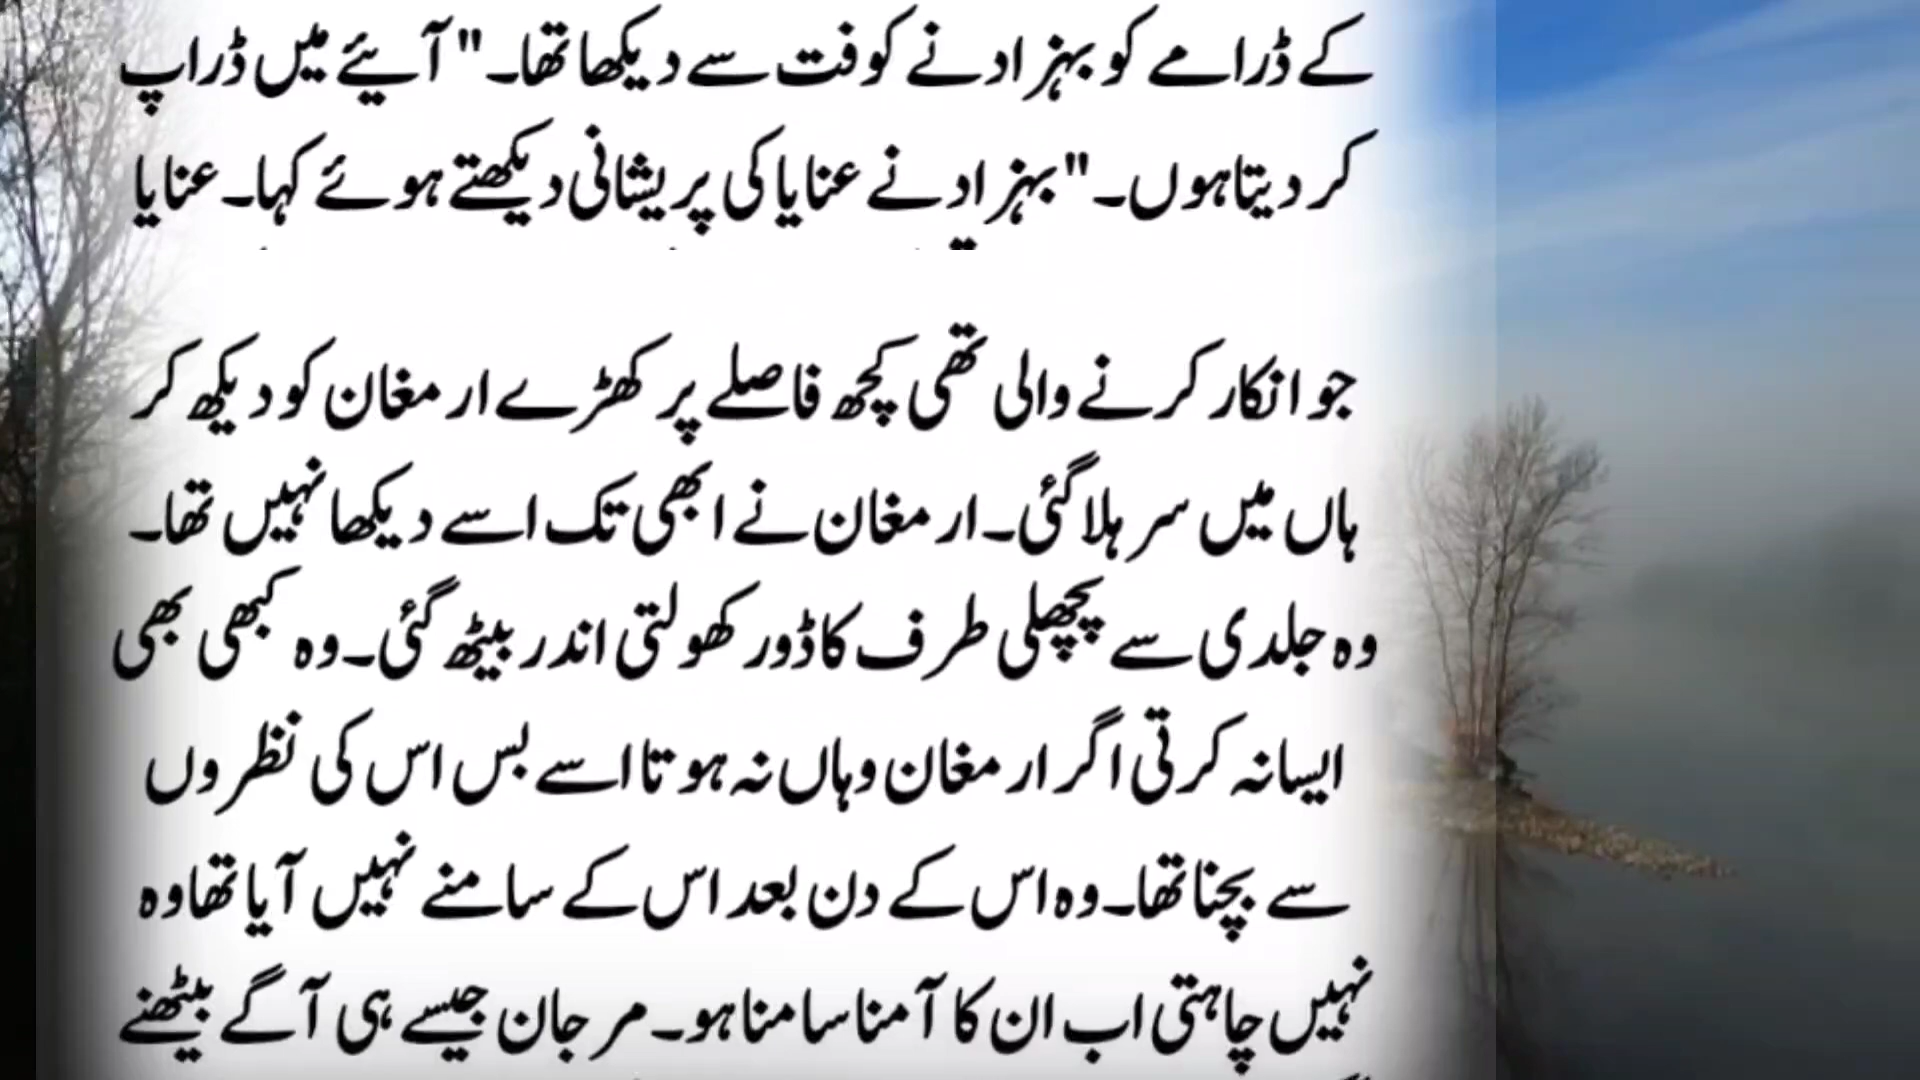 کے ڈرامے کو بہزاد نے کوفت سے دیکھا تھا۔" آئیے میں ڈراپ
کر دیتا ہوں۔" بہزاد نے عنایا کی پریشانی دیکھتے ہوئے کہا۔ عنایا
جو انکار کرنے والی تھی کچھ فاصلے پر کھڑے ارمغان کو دیکھ کر
ہاں میں سر ہلا گئی۔ ارمغان نے ابھی تک اسے دیکھا نہیں تھا۔
وہ جلدی سے پچھلی طرف کا ڈور کھولتی اندر بیٹھ گئی۔ وہ کبھی بھی
ایسا نہ کرتی اگر ارمغان وہاں نہ ہوتا اسے بس اس کی نظروں
سے بچنا تھا۔ وہ اس کے دن بعد اس کے سامنے نہیں آیا تھا وہ
نہیں چاہتی اب ان کا آمنا سامنا ہو۔ مرجان جیسے ہی آگے بیٹھنے